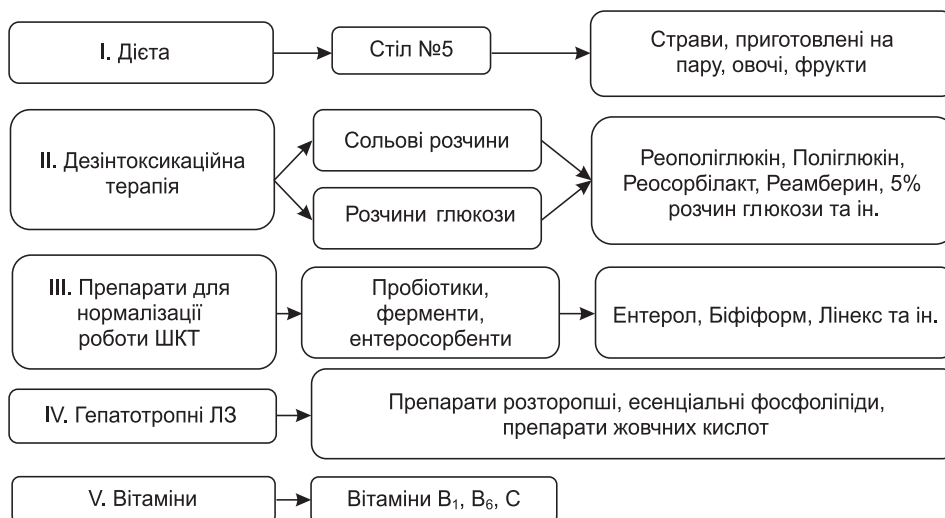 I. Дієта
Стіл №5
Страви, приготовлені на
пару, овочі, фрукти
II. Дезінтоксикаційна
терапія
Сольові розчини
Розчини глюкози
Реополіглюкін, Поліглюкін,
Реосорбілакт, Реамберин, 5%
розчин глюкози та ін.
III. Препарати для
нормалізації
роботи ШКТ
Пробіотики,
ферменти,
ентеросорбенти
Ентерол, Біфіформ, Лінекс та ін.
IV. Гепатотропні ЛЗ
Препарати розторопші, есенціальні фосфоліпіди,
препарати жовчних кислот
V. Вітаміни
Вітаміни B₁, B₆, C